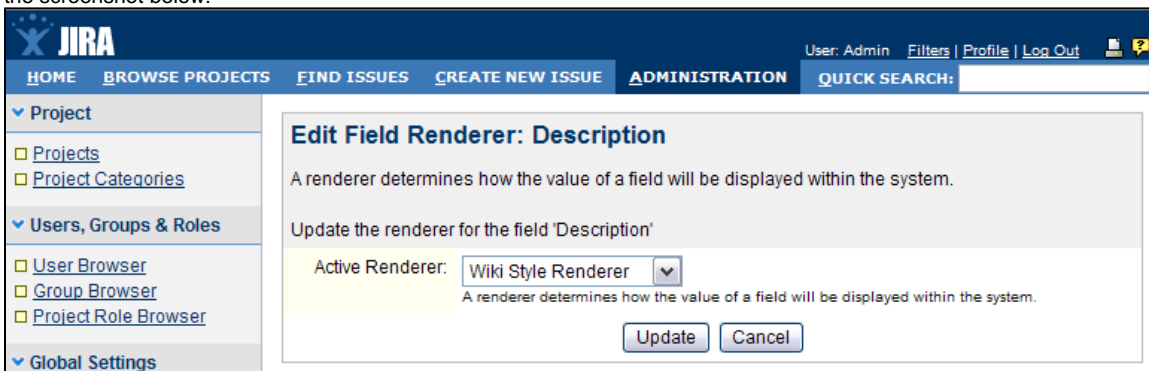 the screenshot below.
JIRA
User: Admin Filters | Profile | Log Out
HOME BROWSE PROJECTS FIND ISSUES CREATE NEW ISSUE ADMINISTRATION QUICK SEARCH:
Project
Projects
Project Categories
Users, Groups & Roles
User Browser
Group Browser
Project Role Browser
Global Settings
Edit Field Renderer: Description
A renderer determines how the value of a field will be displayed within the system.
Update the renderer for the field 'Description'
Active Renderer: Wiki Style Renderer
A renderer determines how the value of a field will be displayed within the system.
Update Cancel